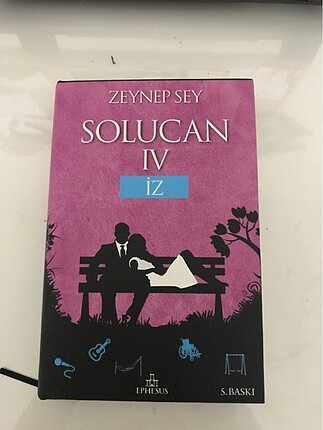 ZEYNEP SEY
SOLUCAN
IV
İZ
EPHESUS
5. BASKI